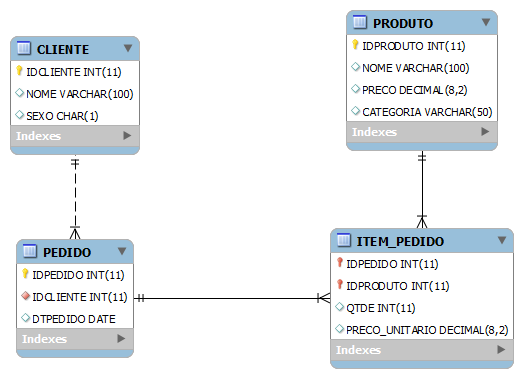 CLIENTE
IDCLIENTE INT(11)
NOME VARCHAR(100)
SEXO CHAR(1)
Indexes
PRODUTO
IDPRODUTO INT(11)
NOME VARCHAR(100)
PRECO DECIMAL(8,2)
CATEGORIA VARCHAR(50)
Indexes
PEDIDO
IDPEDIDO INT(11)
IDCLIENTE INT(11)
DTPEDIDO DATE
Indexes
ITEM_PEDIDO
IDPEDIDO INT(11)
IDPRODUTO INT(11)
QTDE INT(11)
PRECO_UNITARIO DECIMAL(8,2)
Indexes